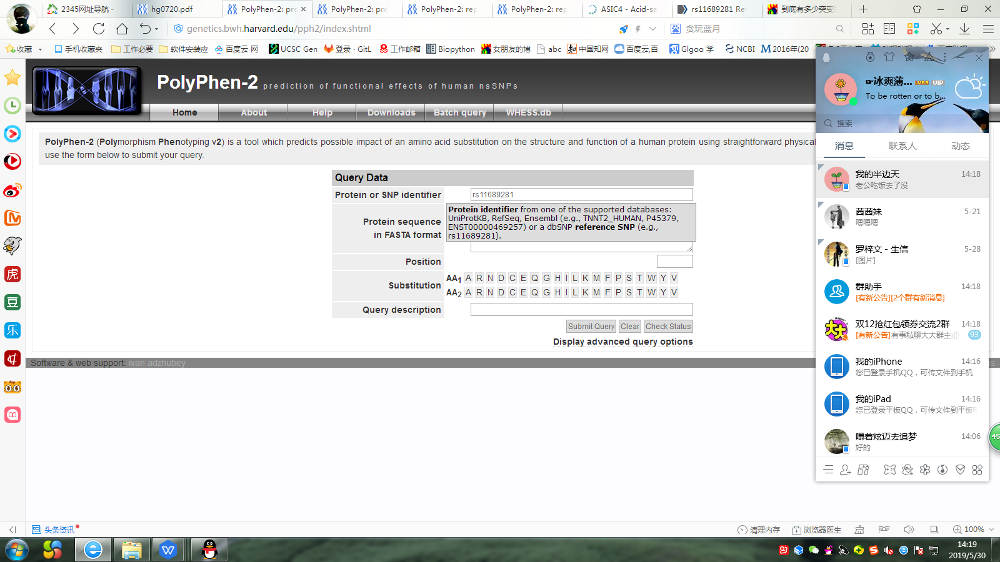 2345网址导航 -
hg0720.pdf
PolyPhen-2: pre
PolyPhen-2: pre
PolyPhen-2: rep
PolyPhen-2: rep
ASIC4 - Acid-se
rs11689281 Ref
到底有多少突变
genetics.bwh.harvard.edu/pph2/index.shtml
贪玩蓝月
收藏
手机收藏夹
工作必要
软件安装应
百度云 网
UCSC Gen
登录 · GitL
工作邮箱
Biopython
女朋友的博
abc
中国知网
百度云,百
Glgoo 学
NCBI
2016年(20
PolyPhen-2 prediction of functional effects of human nsSNPs
Home
About
Help
Downloads
Batch query
WHESS.db
PolyPhen-2 (Polymorphism Phenotyping v2) is a tool which predicts possible impact of an amino acid substitution on the structure and function of a human protein using straightforward physical
use the form below to submit your query.
Query Data
Protein or SNP identifier
rs11689281
Protein sequence
in FASTA format
Protein identifier from one of the supported databases:
UniProtKB, RefSeq, Ensembl (e.g., TNNT2_HUMAN, P45379,
ENST00000469257) or a dbSNP reference SNP (e.g.,
rs11689281).
Position
Substitution
AA1 A R N D C E Q G H I L K M F P S T W Y V
AA2 A R N D C E Q G H I L K M F P S T W Y V
Query description
Submit Query
Clear
Check Status
Display advanced query options
Software & web support: ivan adzhubey
冰爽薄... LV65 VIP
To be rotten or to b...
搜索
消息
联系人
动态
我的半边天 14:18
老公吃饭去了没
茜茜妹 5-21
嗯嗯嗯
罗梓文 - 生信 5-28
[图片]
群助手 14:18
[有新公告][2个群有新消息]
双12抢红包领券交流2群 14:18
[有新公告]有事私聊大大群主:[ 93
我的iPhone 14:16
您已登录手机QQ，可传文件到手机
我的iPad 14:16
您已登录平板QQ，可传文件到平板
嚼着炫迈去追梦 14:06
好的
45
头条资讯
清理内存
浏览器医生
100%
14:19
2019/5/30